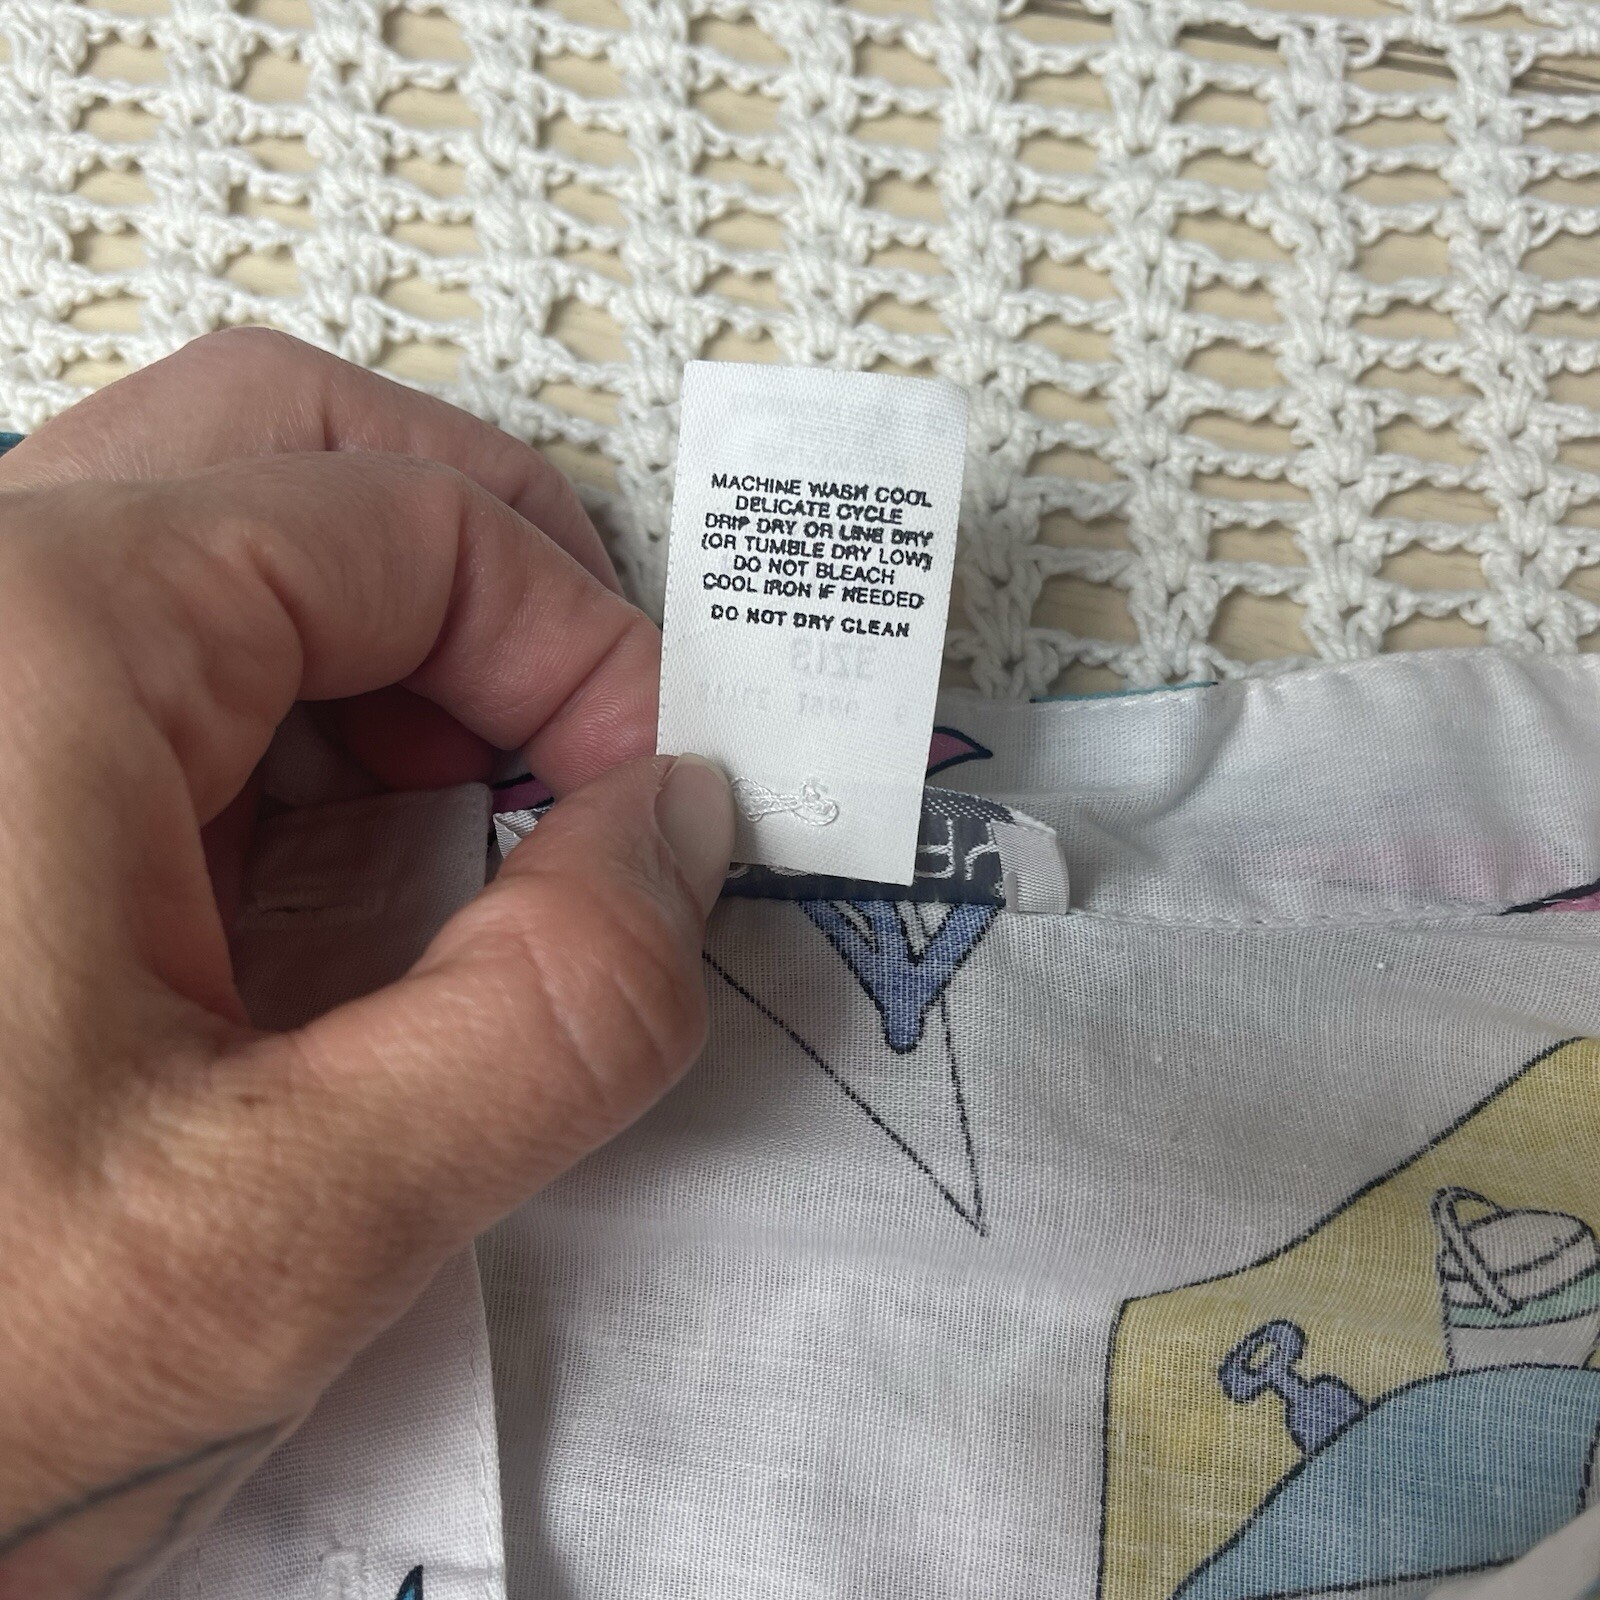 MACHINE WASH COOL
DELICATE CYCLE
DRIP DRY OR LINE DRY
(OR TUMBLE DRY LOW)
DO NOT BLEACH
COOL IRON IF NEEDED
DO NOT DRY CLEAN
SIZE